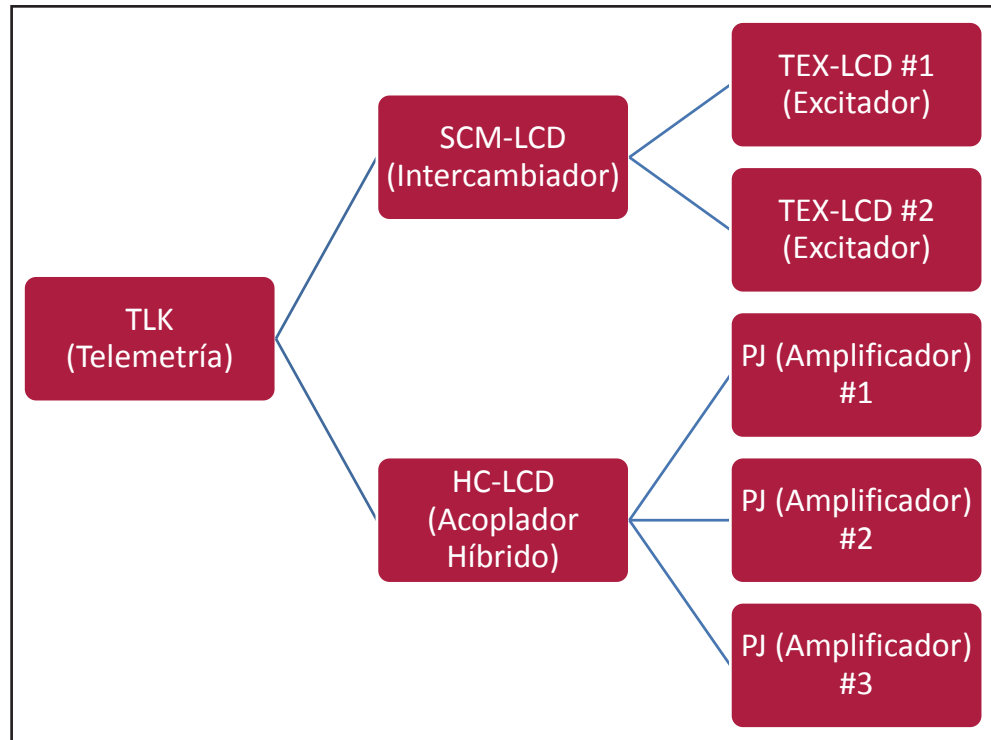 TLK
(Telemetría)
SCM-LCD
(Intercambiador)
HC-LCD
(Acoplador
Híbrido)
TEX-LCD #1
(Excitador)
TEX-LCD #2
(Excitador)
PJ (Amplificador)
#1
PJ (Amplificador)
#2
PJ (Amplificador)
#3